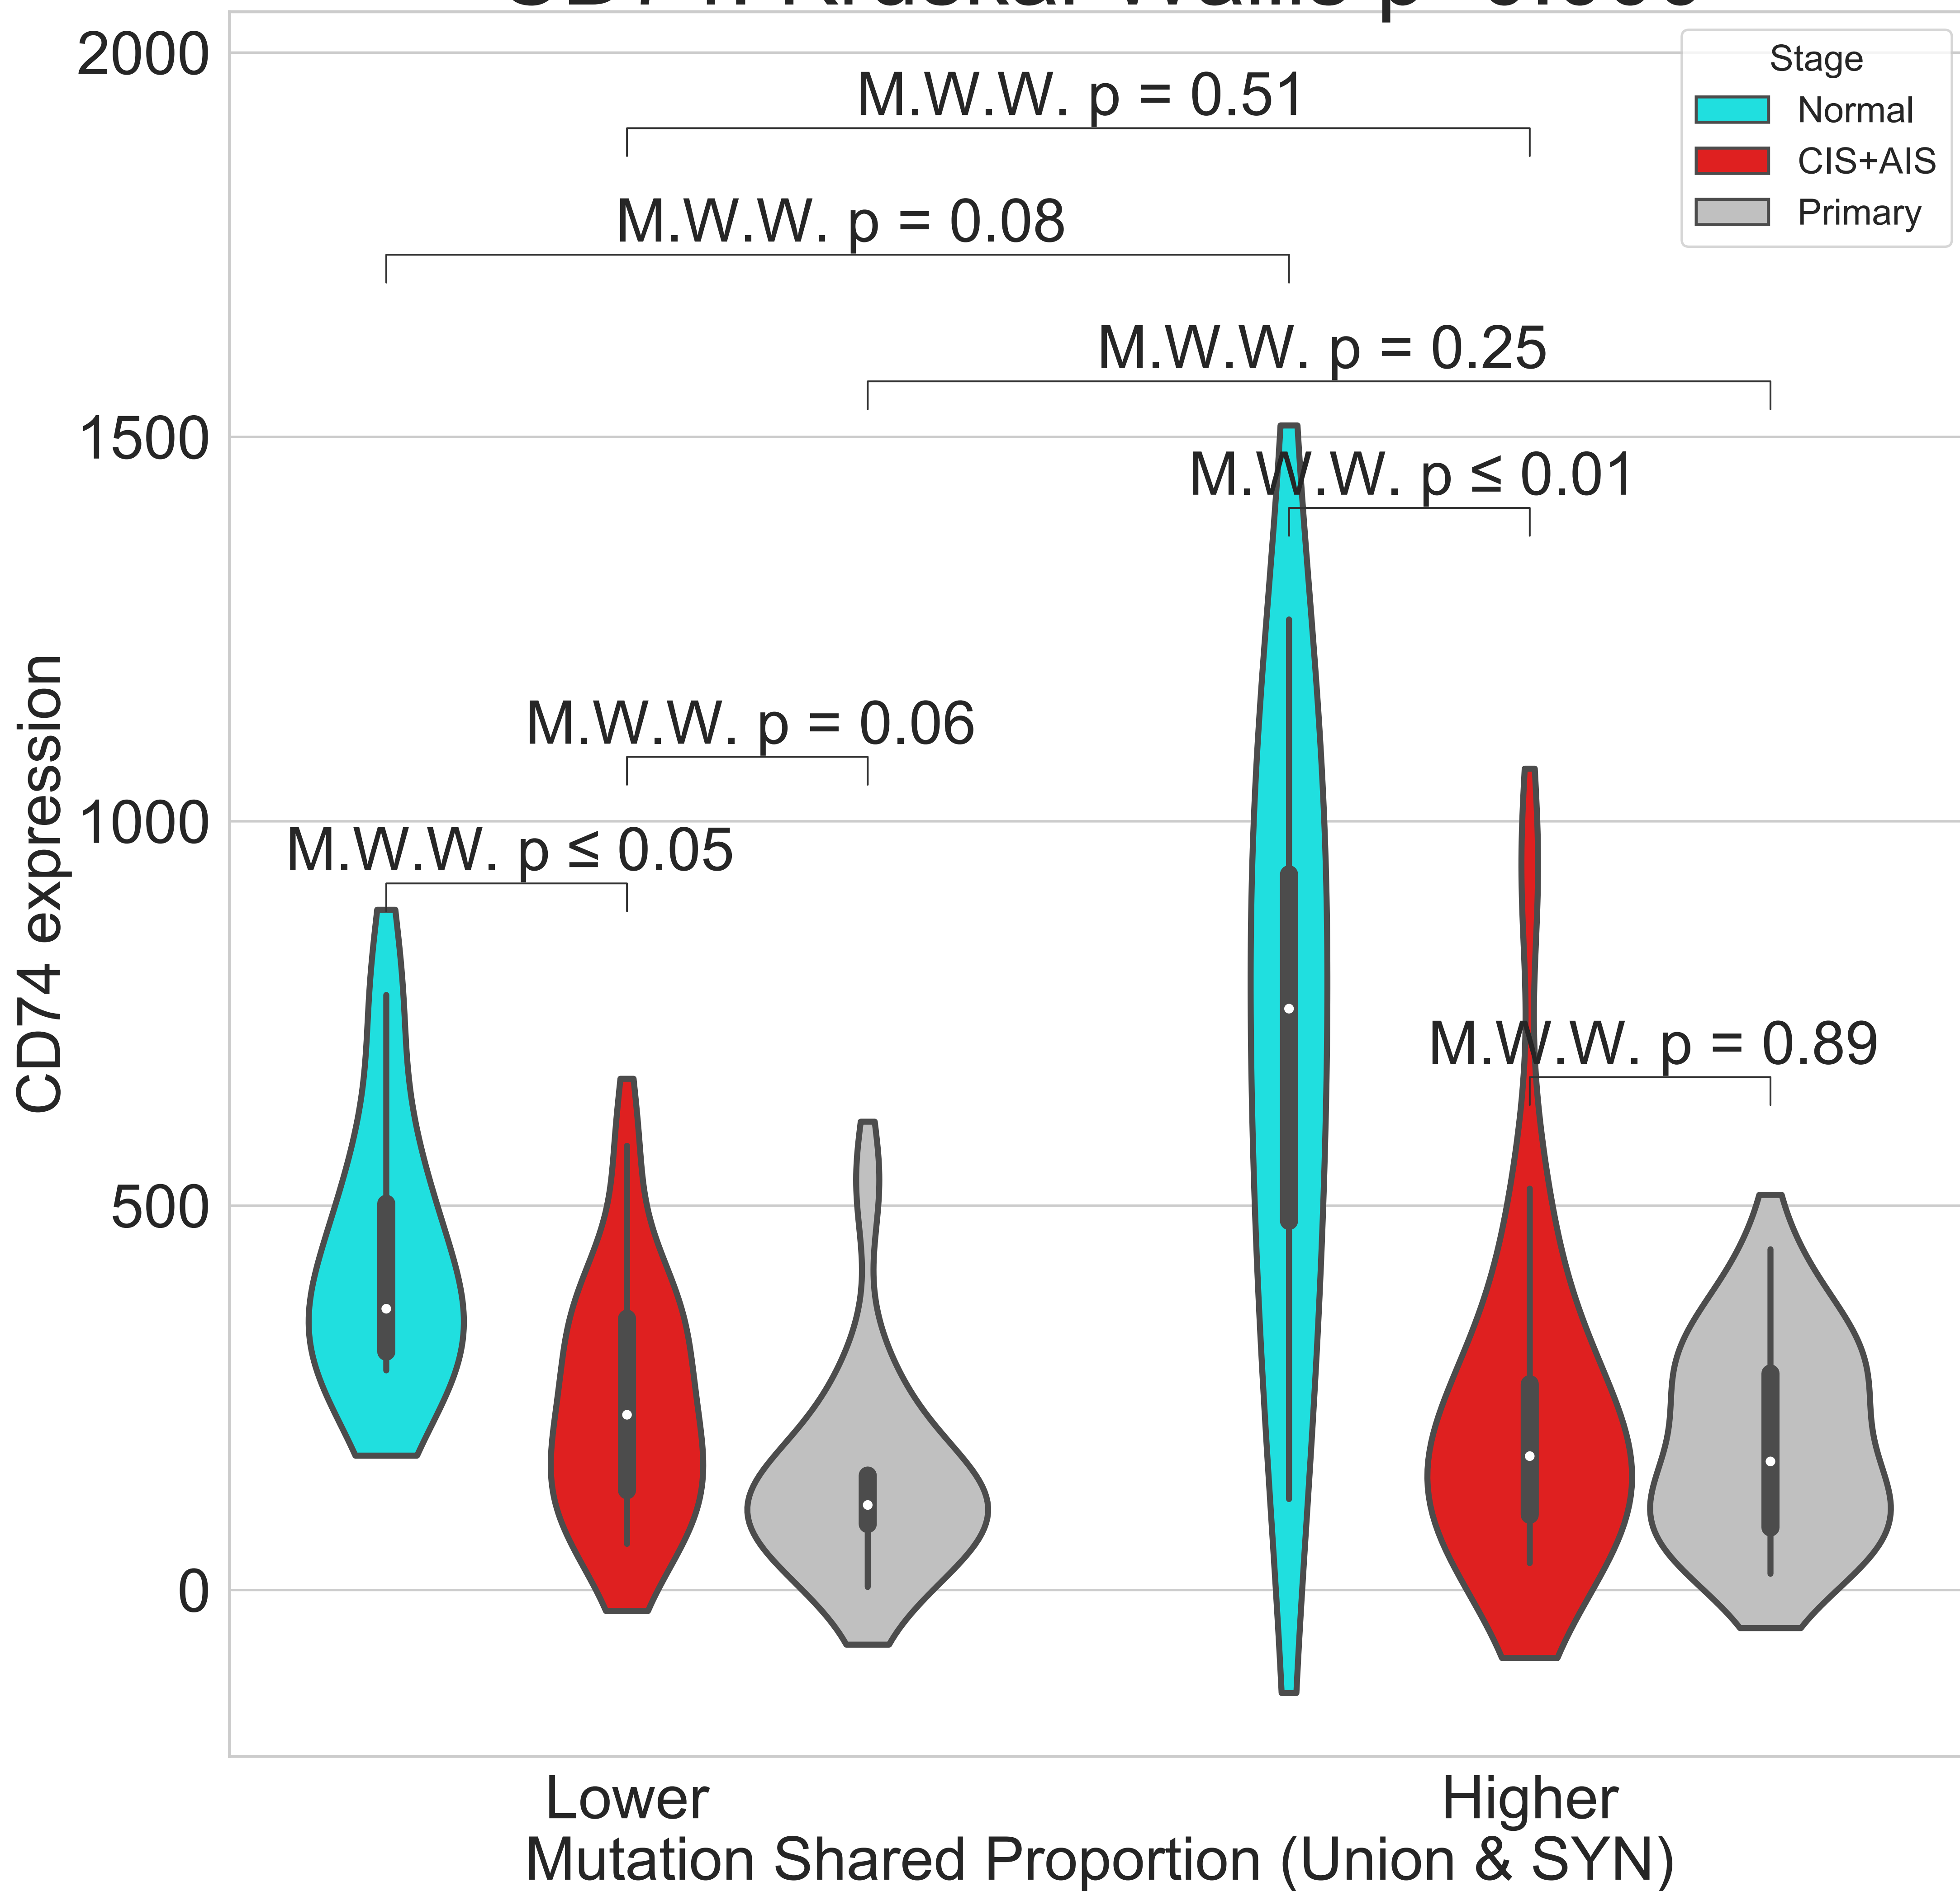 2000
1500
1000
500
0
CD74 expression
M.W.W. p = 0.51
M.W.W. p = 0.08
M.W.W. p = 0.25
M.W.W. p ≤ 0.01
M.W.W. p = 0.06
M.W.W. p ≤ 0.05
M.W.W. p = 0.89
Stage
Normal
CIS+AIS
Primary
Lower
Higher
Mutation Shared Proportion (Union & SYN)